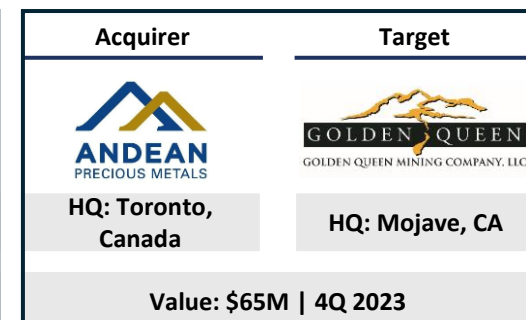 Acquirer
Target
ANDEAN
PRECIOUS METALS
GOLDEN QUEEN
GOLDEN QUEEN MINING COMPANY, LLC
HQ: Toronto,
Canada
HQ: Mojave, CA
Value: $65M | 4Q 2023